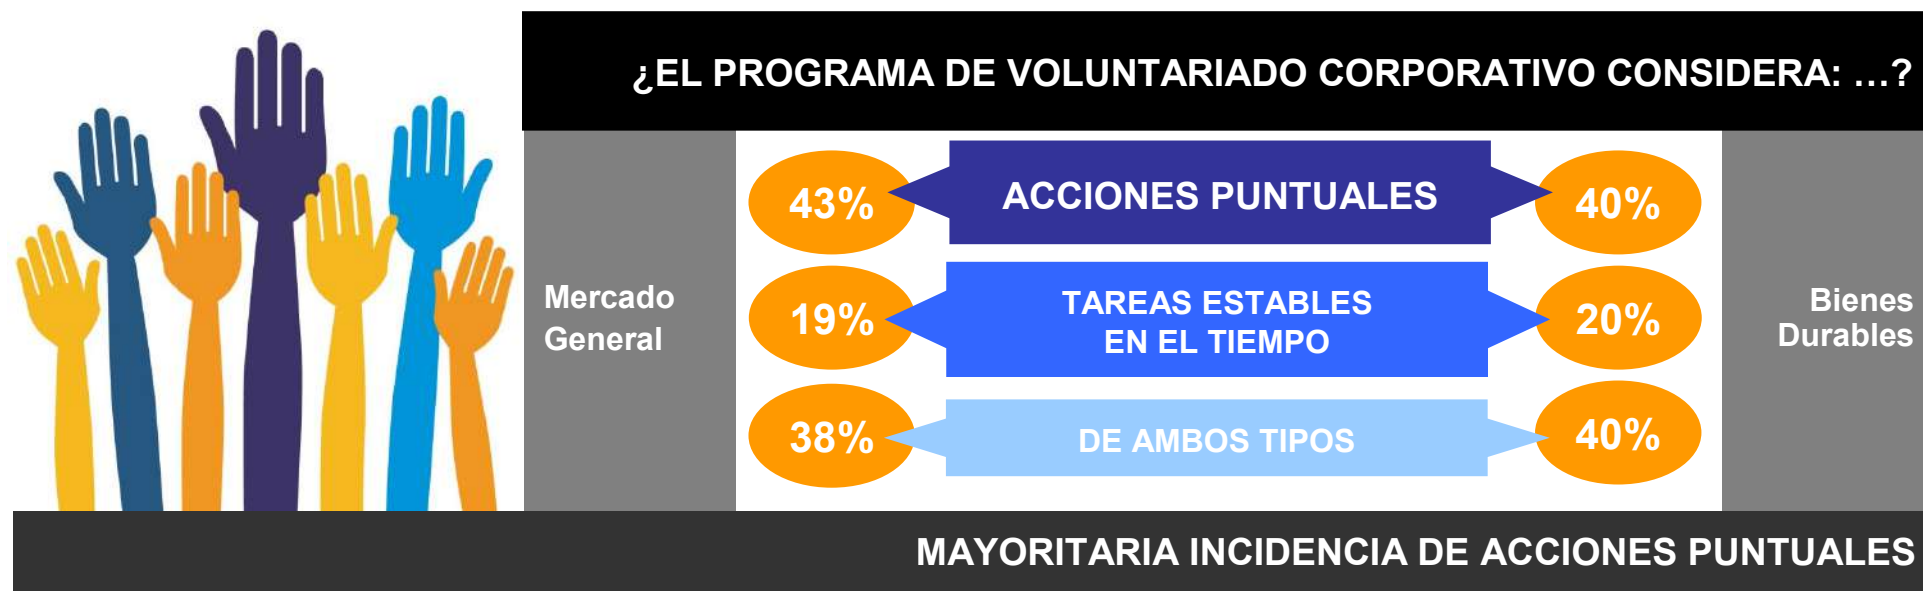 ¿EL PROGRAMA DE VOLUNTARIADO CORPORATIVO CONSIDERA: …?
Mercado
General
43%
ACCIONES PUNTUALES
40%
19%
TAREAS ESTABLES
EN EL TIEMPO
20%
38%
DE AMBOS TIPOS
40%
Bienes
Durables
MAYORITARIA INCIDENCIA DE ACCIONES PUNTUALES